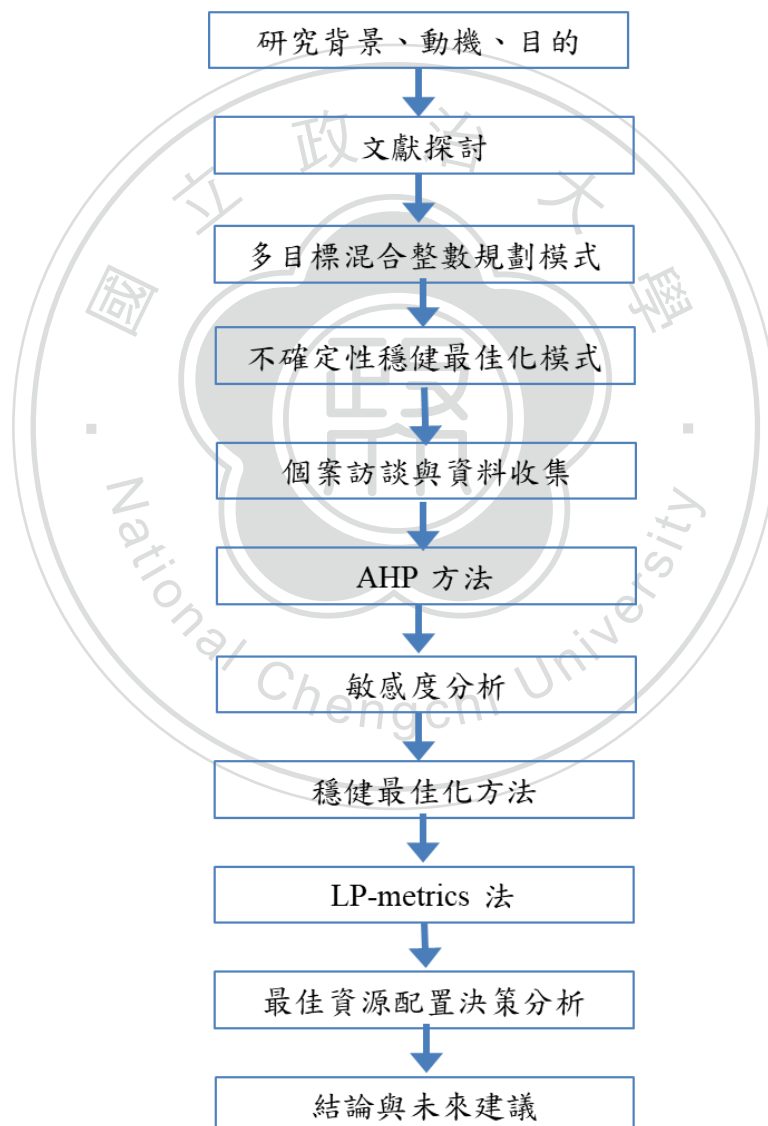 研究背景、動機、目的
文獻探討
多目標混合整數規劃模式
不確定性穩健最佳化模式
個案訪談與資料收集
AHP 方法
敏感度分析
穩健最佳化方法
LP-metrics 法
最佳資源配置決策分析
結論與未來建議
國立政治大學
National Chengchi University